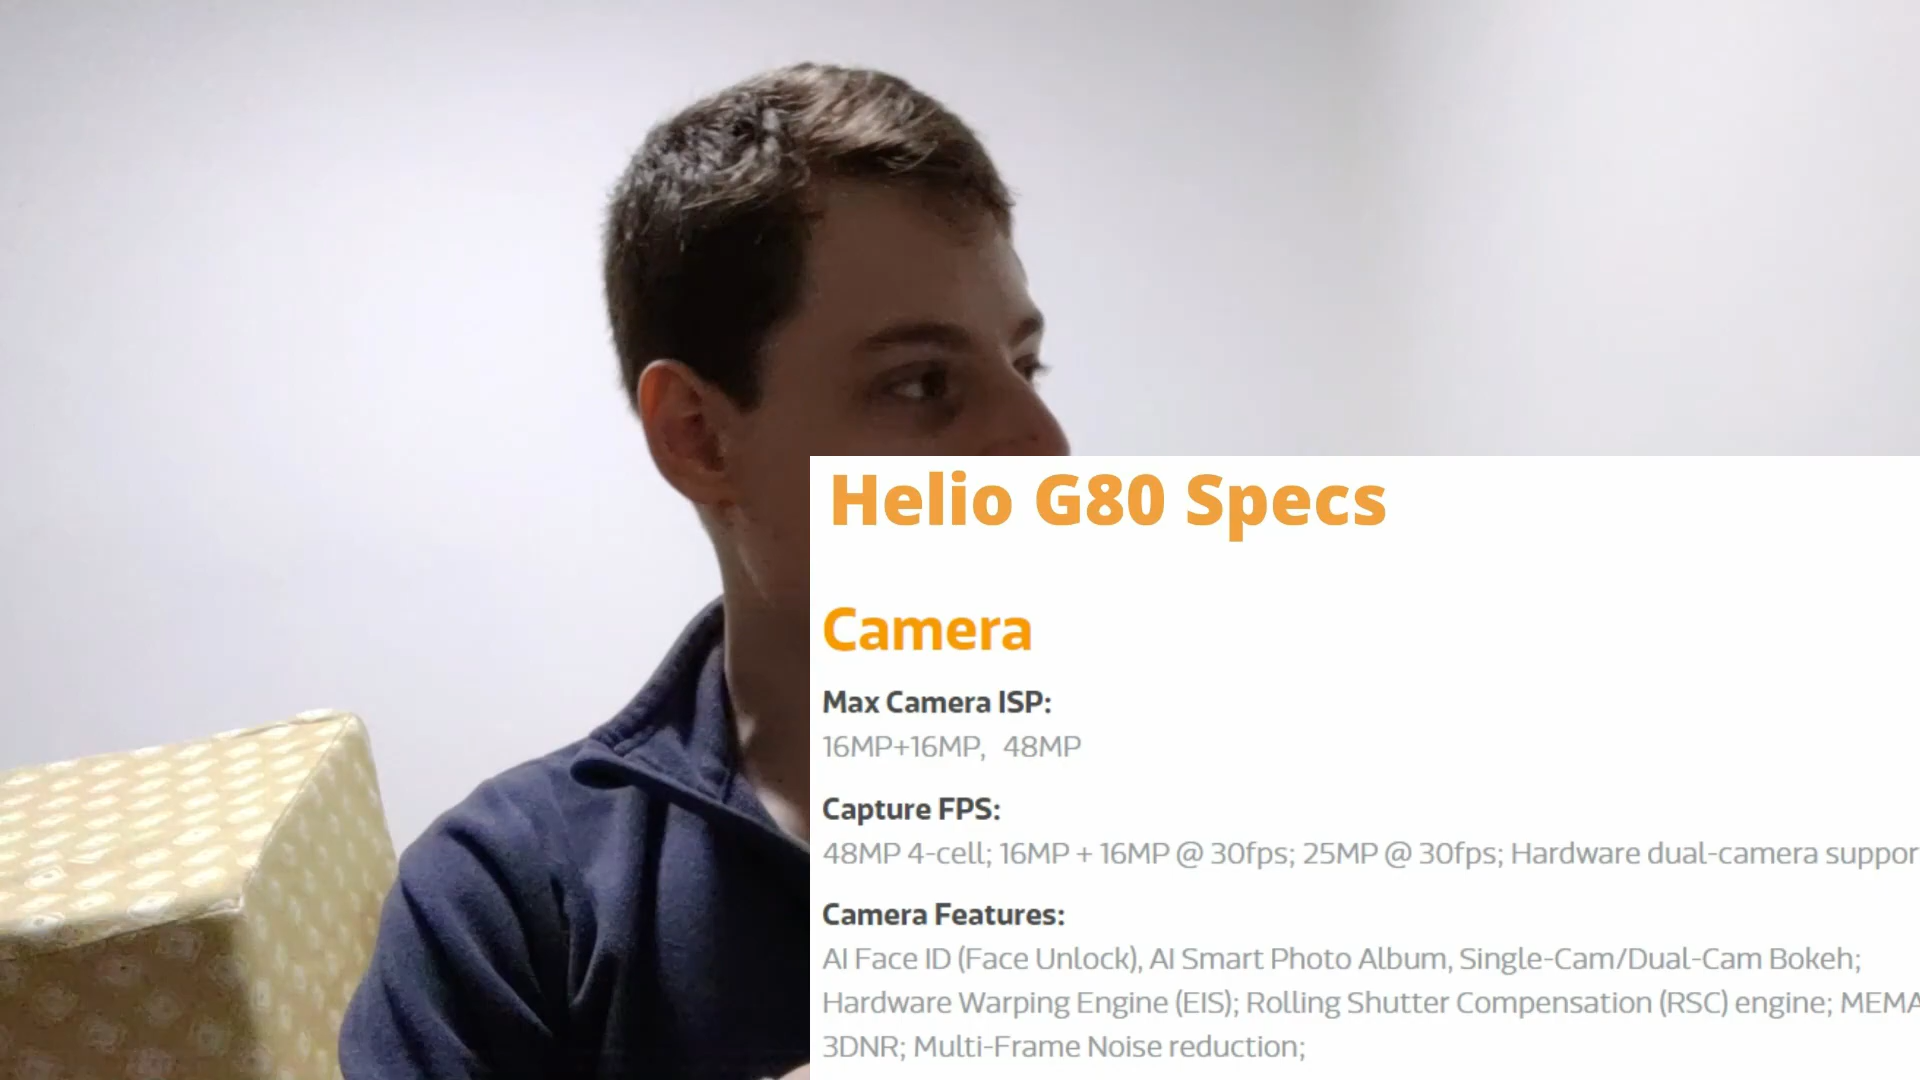 Helio G80 Specs
Camera
Max Camera ISP:
16MP+16MP, 48MP
Capture FPS:
48MP 4-cell; 16MP + 16MP @ 30fps; 25MP @ 30fps; Hardware dual-camera suppor
Camera Features:
AI Face ID (Face Unlock), AI Smart Photo Album, Single-Cam/Dual-Cam Bokeh;
Hardware Warping Engine (EIS); Rolling Shutter Compensation (RSC) engine; MEMA
3DNR; Multi-Frame Noise reduction;